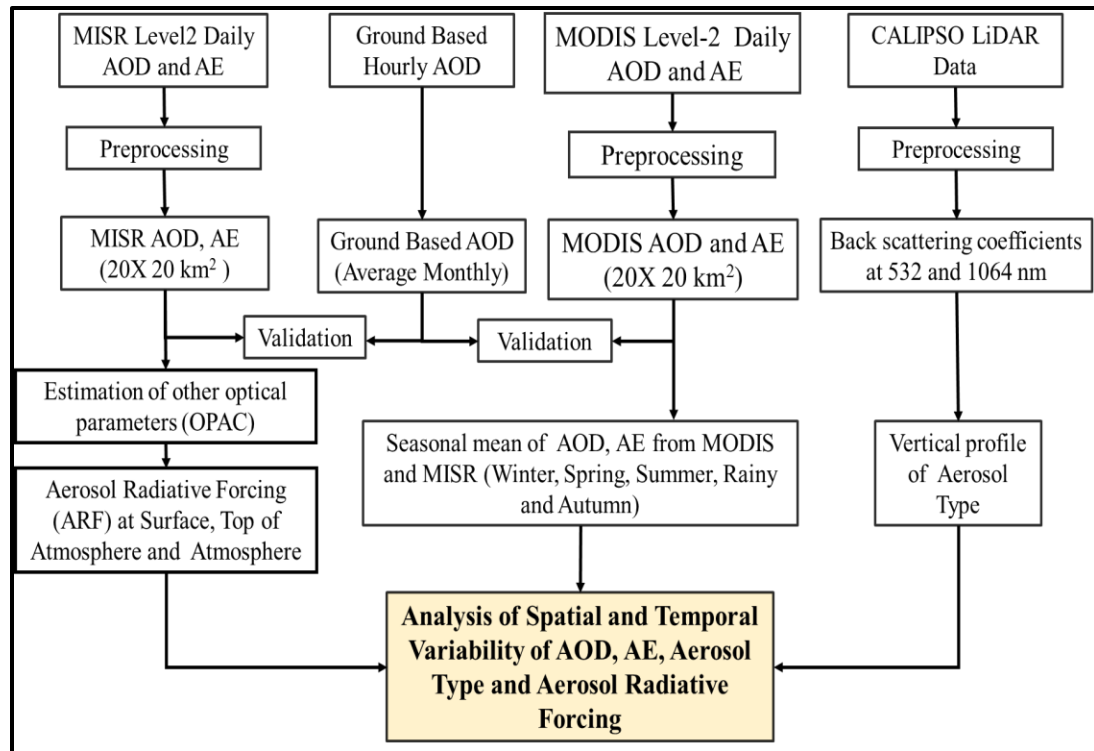 MISR Level2 Daily
AOD and AE
Ground Based
Hourly AOD
MODIS Level-2 Daily
AOD and AE
CALIPSO LiDAR
Data
Preprocessing
Preprocessing
Preprocessing
MISR AOD, AE
(20X 20 km²)
Ground Based AOD
(Average Monthly)
MODIS AOD and AE
(20X 20 km²)
Back scattering coefficients
at 532 and 1064 nm
Validation
Validation
Estimation of other optical
parameters (OPAC)
Seasonal mean of AOD, AE from MODIS
and MISR (Winter, Spring, Summer, Rainy
and Autumn)
Vertical profile
of Aerosol
Type
Aerosol Radiative Forcing
(ARF) at Surface, Top of
Atmosphere and Atmosphere
Analysis of Spatial and Temporal
Variability of AOD, AE, Aerosol
Type and Aerosol Radiative
Forcing